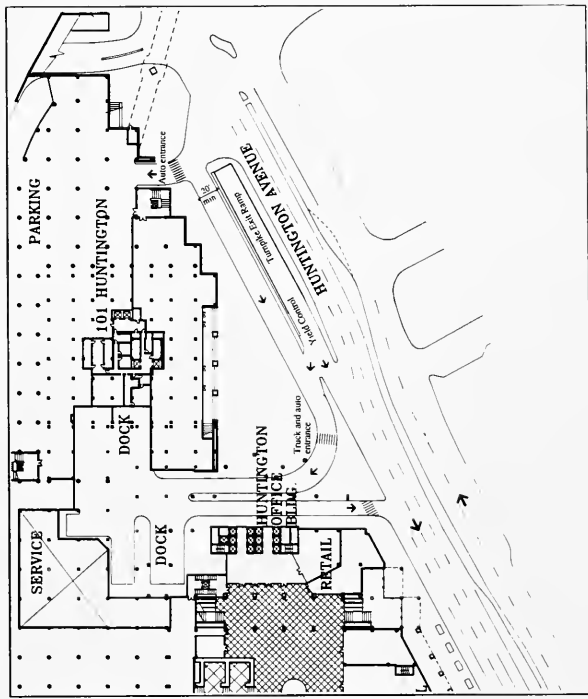 PARKING
101 HUNTINGTON
Auto entrance
20'
min
Turnpike Exit Ramp
HUNTINGTON AVENUE
Yield Control
DOCK
SERVICE
DOCK
HUNTINGTON
OFFICE
BLDG.
Truck and auto
entrance
RETAIL